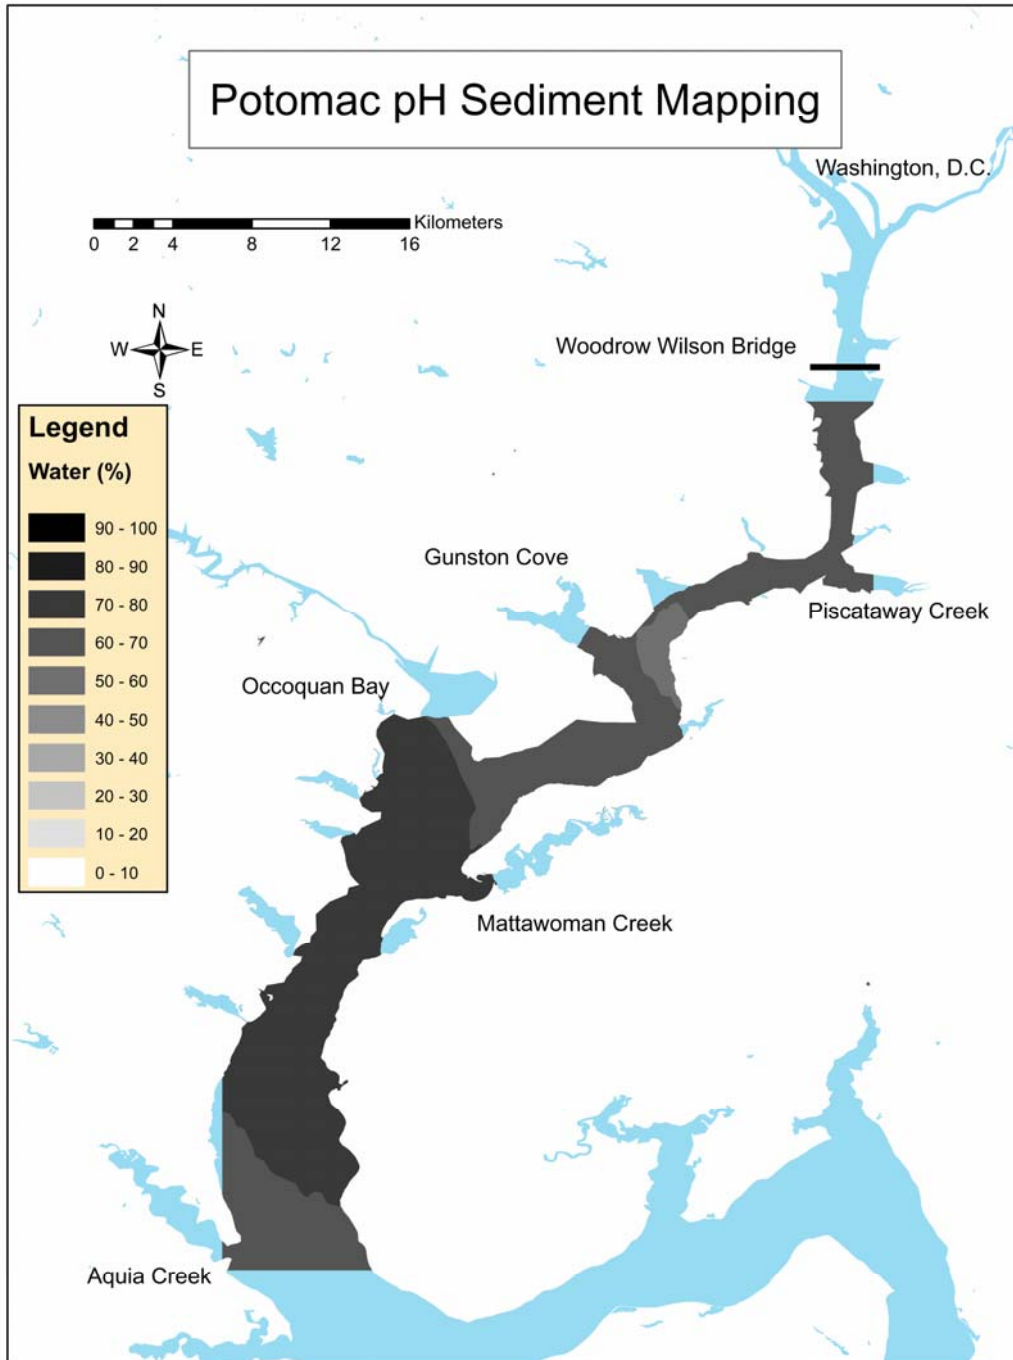 Potomac pH Sediment Mapping
Washington, D.C.
Kilometers
0 2 4 8 12 16
N
W E
S
Woodrow Wilson Bridge
Legend
Water (%)
90 - 100
80 - 90
70 - 80
60 - 70
50 - 60
40 - 50
30 - 40
20 - 30
10 - 20
0 - 10
Gunston Cove
Piscataway Creek
Occoquan Bay
Mattawoman Creek
Aquia Creek